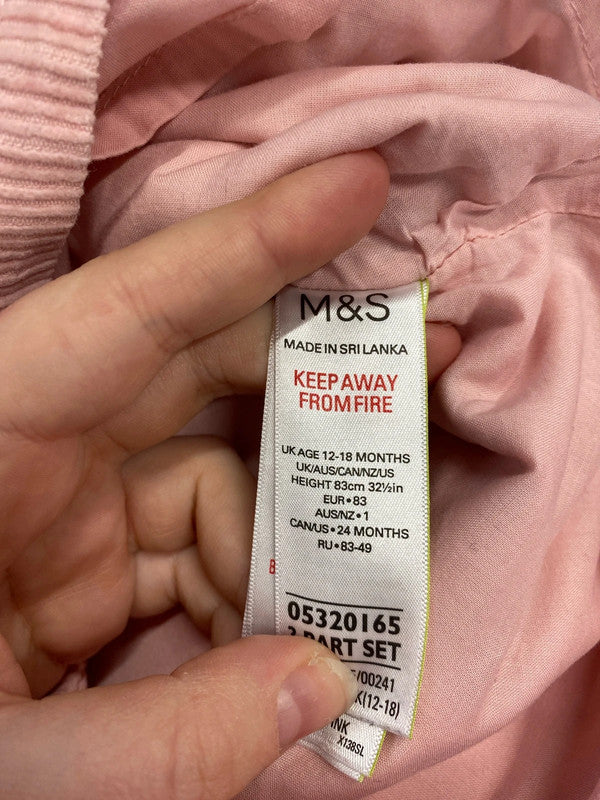 M&S
MADE IN SRI LANKA
KEEP AWAY
FROM FIRE
UK AGE 12-18 MONTHS
UK/AUS/CAN/NZ/US
HEIGHT 83cm 32½in
EUR•83
AUS/NZ•1
CAN/US•24 MONTHS
RU•83-49
05320165
PART SET
/00241
K(12-18)
INK
X138SL